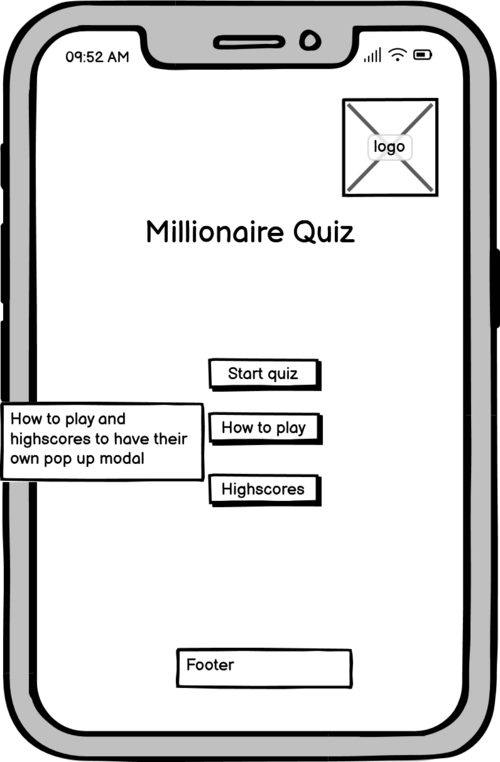 09:52 AM
logo
Millionaire Quiz
Start quiz
How to play and
highscores to have their
own pop up modal
How to play
Highscores
Footer